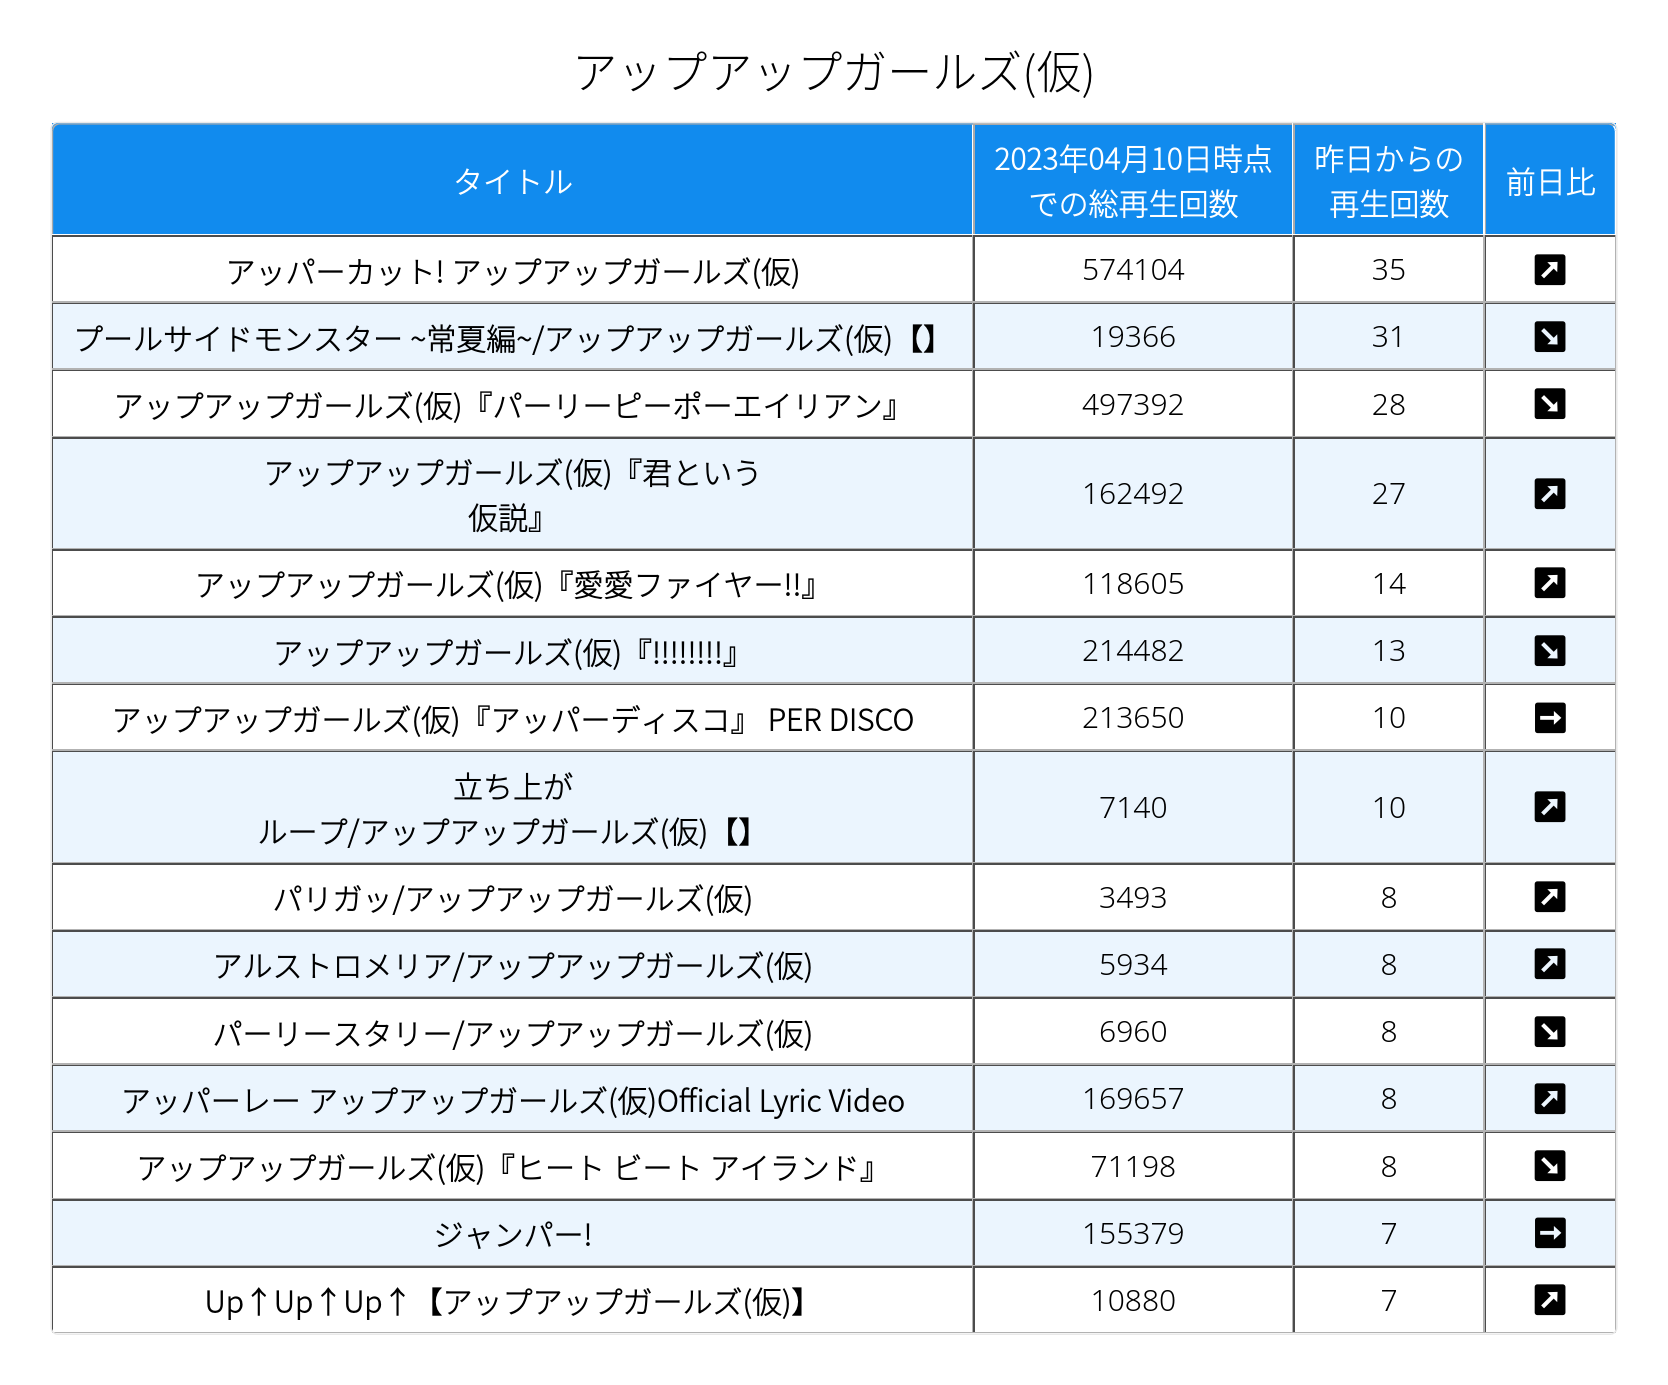 アップアップガールズ(仮)
タイトル
2023年04月10日時点
での総再生回数
昨日からの
再生回数
前日比
アッパーカット! アップアップガールズ(仮) 574104 35 ↗
プールサイドモンスター ~常夏編~/アップアップガールズ(仮)【】 19366 31 ↘
アップアップガールズ(仮)『パーリーピーポーエイリアン』 497392 28 ↘
アップアップガールズ(仮)『君という
仮説』 162492 27 ↗
アップアップガールズ(仮)『愛愛ファイヤー!!』 118605 14 ↗
アップアップガールズ(仮)『!!!!!!!!』 214482 13 ↘
アップアップガールズ(仮)『アッパーディスコ』 PER DISCO 213650 10 →
立ち上が
ループ/アップアップガールズ(仮)【】 7140 10 ↗
パリガッ/アップアップガールズ(仮) 3493 8 ↗
アルストロメリア/アップアップガールズ(仮) 5934 8 ↗
パーリースタリー/アップアップガールズ(仮) 6960 8 ↘
アッパーレー アップアップガールズ(仮)Official Lyric Video 169657 8 ↗
アップアップガールズ(仮)『ヒート ビート アイランド』 71198 8 ↘
ジャンパー! 155379 7 →
Up↑Up↑Up↑【アップアップガールズ(仮)】 10880 7 ↗